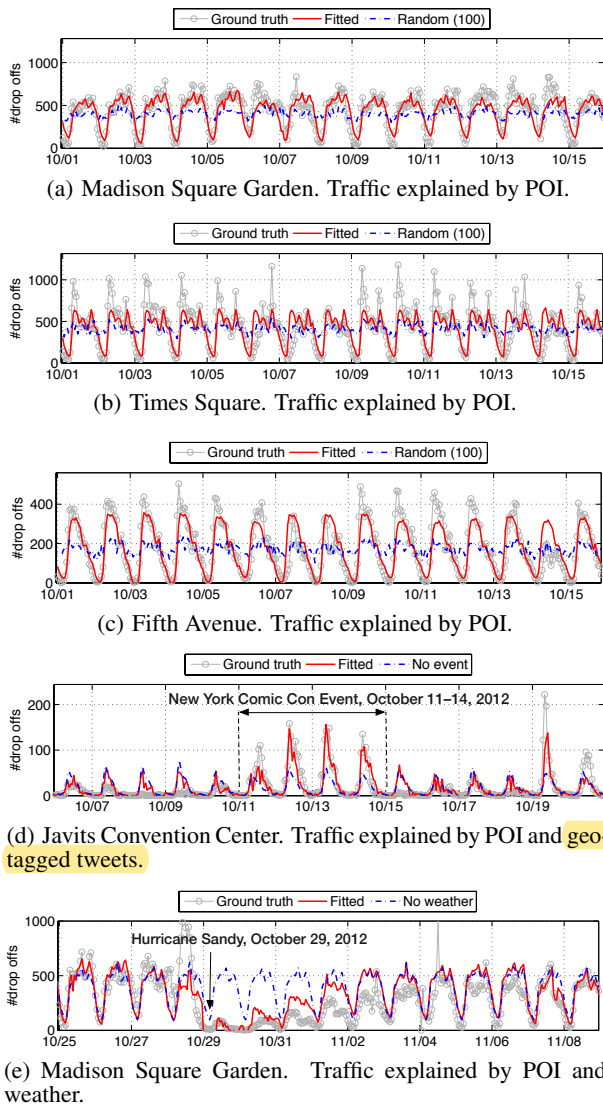 Ground truth Fitted Random (100)
1000
500
0
#drop offs
10/01 10/03 10/05 10/07 10/09 10/11 10/13 10/15
(a) Madison Square Garden. Traffic explained by POI.
Ground truth Fitted Random (100)
1000
500
0
#drop offs
10/01 10/03 10/05 10/07 10/09 10/11 10/13 10/15
(b) Times Square. Traffic explained by POI.
Ground truth Fitted Random (100)
400
200
0
#drop offs
10/01 10/03 10/05 10/07 10/09 10/11 10/13 10/15
(c) Fifth Avenue. Traffic explained by POI.
Ground truth Fitted No event
New York Comic Con Event, October 11–14, 2012
200
100
0
#drop offs
10/07 10/09 10/11 10/13 10/15 10/17 10/19
(d) Javits Convention Center. Traffic explained by POI and geo-
tagged tweets.
Ground truth Fitted No weather
1000
Hurricane Sandy, October 29, 2012
500
0
#drop offs
10/25 10/27 10/29 10/31 11/02 11/04 11/06 11/08
(e) Madison Square Garden. Traffic explained by POI and
weather.